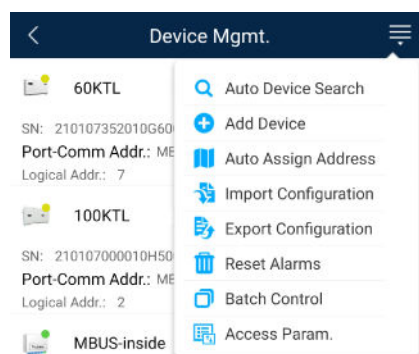 Device Mgmt.
60KTL
SN: 210107352010G60
Port-Comm Addr.: ME
Logical Addr.: 7
100KTL
SN: 210107000010H50
Port-Comm Addr.: ME
Logical Addr.: 2
MBUS-inside
Auto Device Search
Add Device
Auto Assign Address
Import Configuration
Export Configuration
Reset Alarms
Batch Control
Access Param.